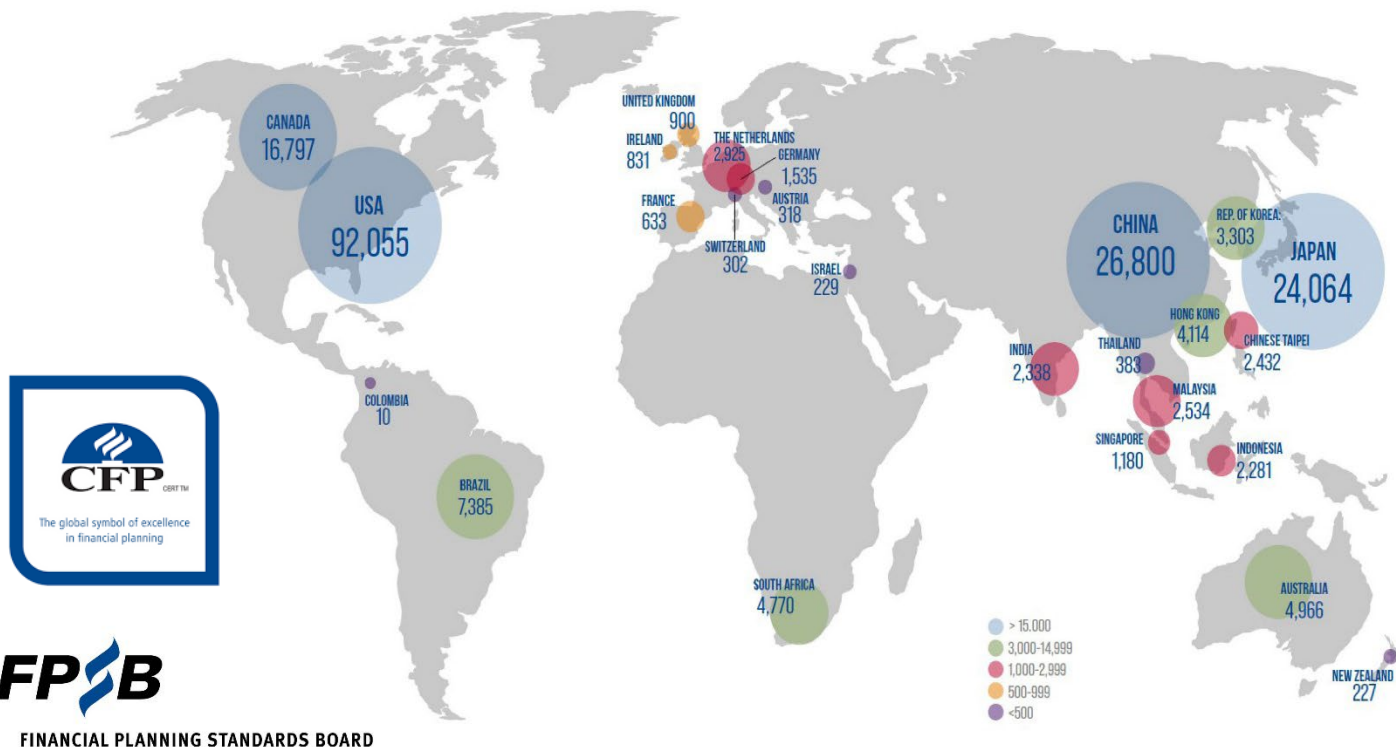 CANADA
16,797
USA
92,055
COLOMBIA
10
BRAZIL
7,385
UNITED KINGDOM
900
IRELAND
831
THE NETHERLANDS
2,925
GERMANY
1,535
AUSTRIA
318
FRANCE
633
SWITZERLAND
302
ISRAEL
229
SOUTH AFRICA
4,770
CHINA
26,800
REP. OF KOREA:
3,303
JAPAN
24,064
HONG KONG
4,114
CHINESE TAIPEI
2,432
INDIA
2,338
THAILAND
383
MALAYSIA
2,534
SINGAPORE
1,180
INDONESIA
2,281
AUSTRALIA
4,966
NEW ZEALAND
227
> 15.000
3,000-14,999
1,000-2,999
500-999
<500
CFP CERT TM
The global symbol of excellence
in financial planning
FPSB
FINANCIAL PLANNING STANDARDS BOARD